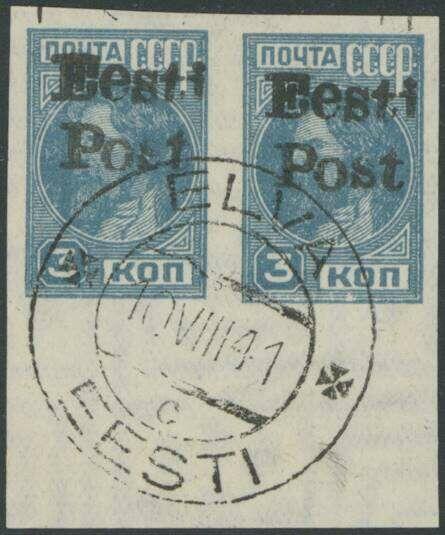 ПОЧТА СССР
Eesti
Post
3 КОП
ПОЧТА СССР
Eesti
Post
3 КОП
ELVA
10 VIII 41
C
EESTI